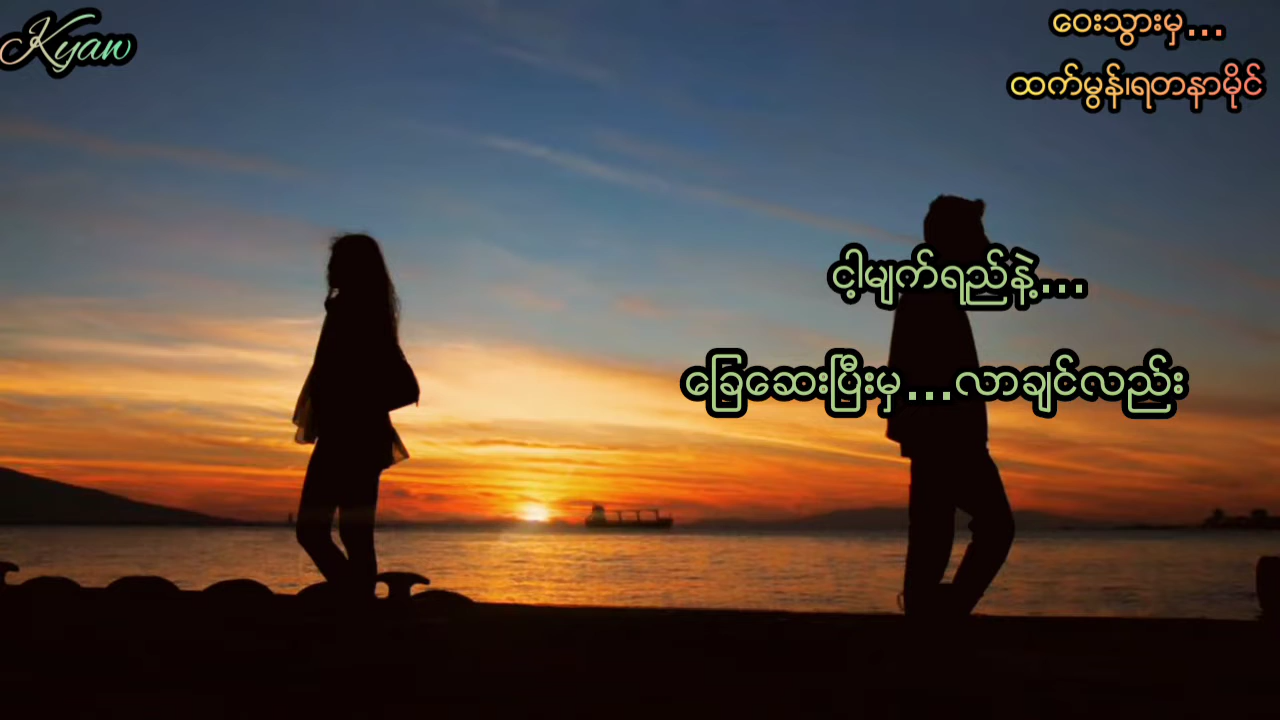 Kyaw
ဝေးသွားမှ...
ထက်မွန်၊ရတနာမိုင်
ငါ့မျက်ရည်နဲ့...
ခြေဆေးပြီးမှ...လာချင်လည်း